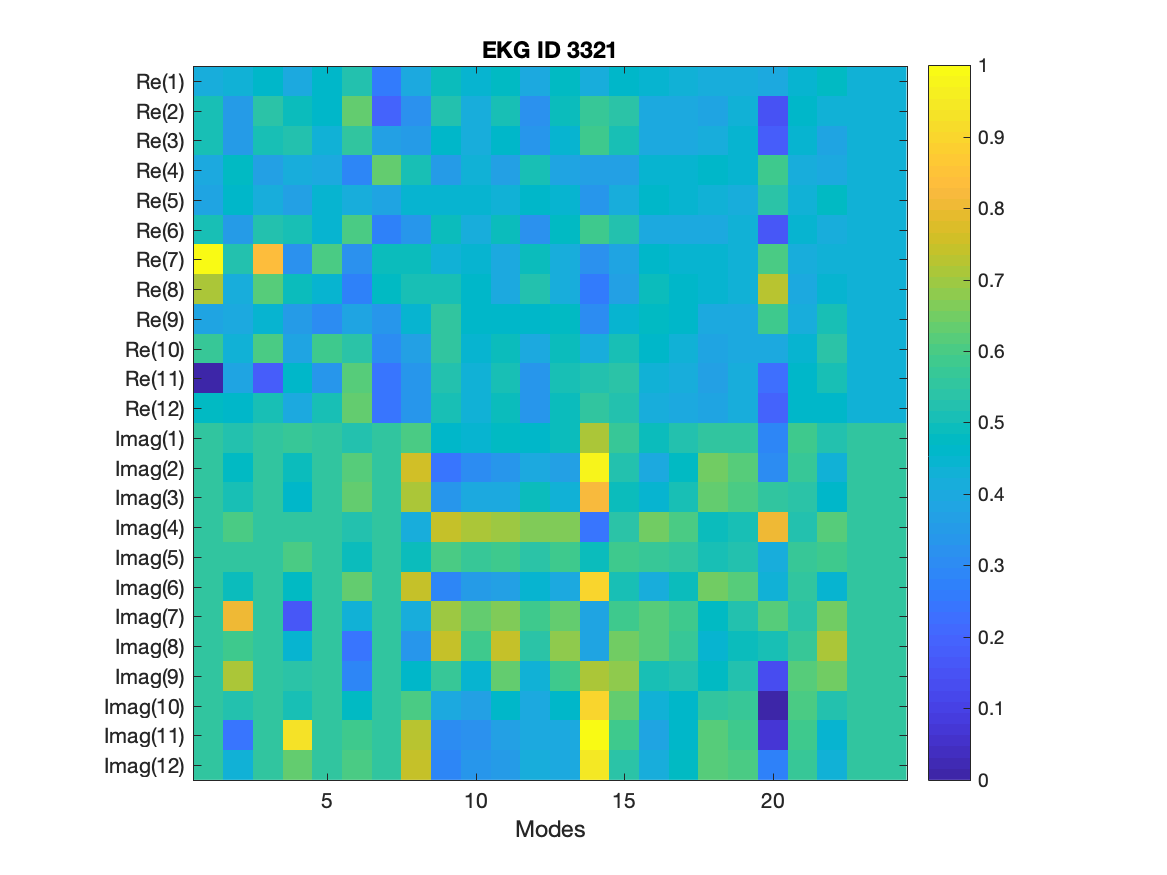 EKG ID 3321
Re(1)
Re(2)
Re(3)
Re(4)
Re(5)
Re(6)
Re(7)
Re(8)
Re(9)
Re(10)
Re(11)
Re(12)
Imag(1)
Imag(2)
Imag(3)
Imag(4)
Imag(5)
Imag(6)
Imag(7)
Imag(8)
Imag(9)
Imag(10)
Imag(11)
Imag(12)
5 10 15 20
Modes
1
0.9
0.8
0.7
0.6
0.5
0.4
0.3
0.2
0.1
0